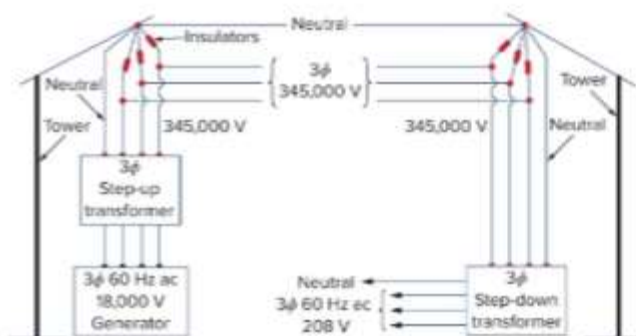 Neutral
Insulators
3ϕ
345,000 V
Neutral
Tower
345,000 V
3ϕ
Step-up
transformer
3ϕ 60 Hz ac
18,000 V
Generator
345,000 V
Tower
Neutral
Neutral
3ϕ 60 Hz ac
208 V
3ϕ
Step-down
transformer